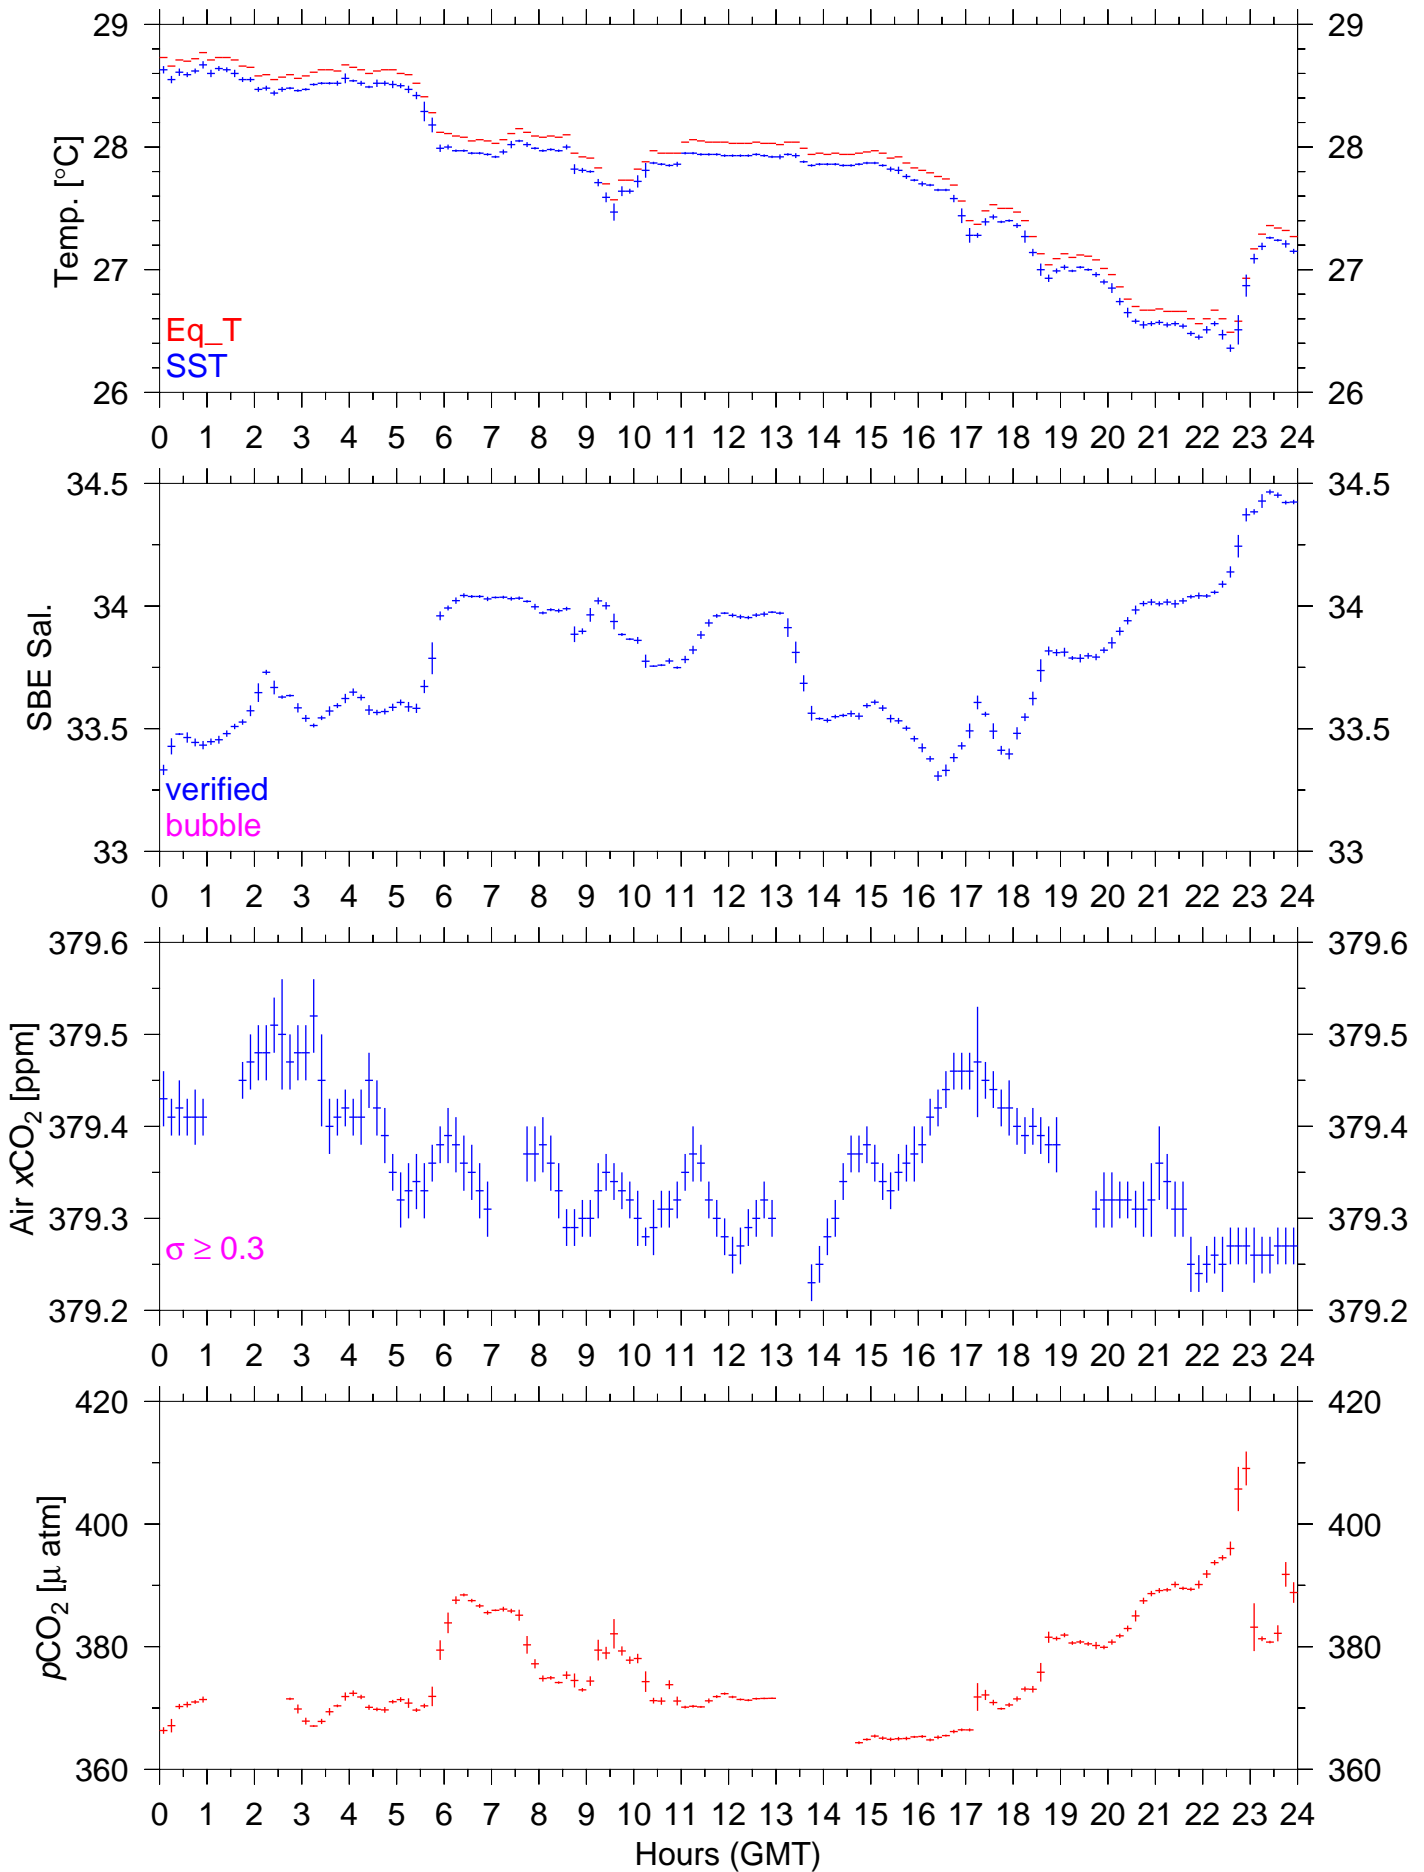 29 29
28 28
27 27
26 26
Temp. [°C]
Eq_T
SST
0 1 2 3 4 5 6 7 8 9 10 11 12 13 14 15 16 17 18 19 20 21 22 23 24
34.5 34.5
34 34
33.5 33.5
33 33
SBE Sal.
verified
bubble
0 1 2 3 4 5 6 7 8 9 10 11 12 13 14 15 16 17 18 19 20 21 22 23 24
379.6 379.6
379.5 379.5
379.4 379.4
379.3 379.3
379.2 379.2
Air xCO₂ [ppm]
σ ≥ 0.3
0 1 2 3 4 5 6 7 8 9 10 11 12 13 14 15 16 17 18 19 20 21 22 23 24
420 420
400 400
380 380
360 360
pCO₂ [µ atm]
0 1 2 3 4 5 6 7 8 9 10 11 12 13 14 15 16 17 18 19 20 21 22 23 24
Hours (GMT)